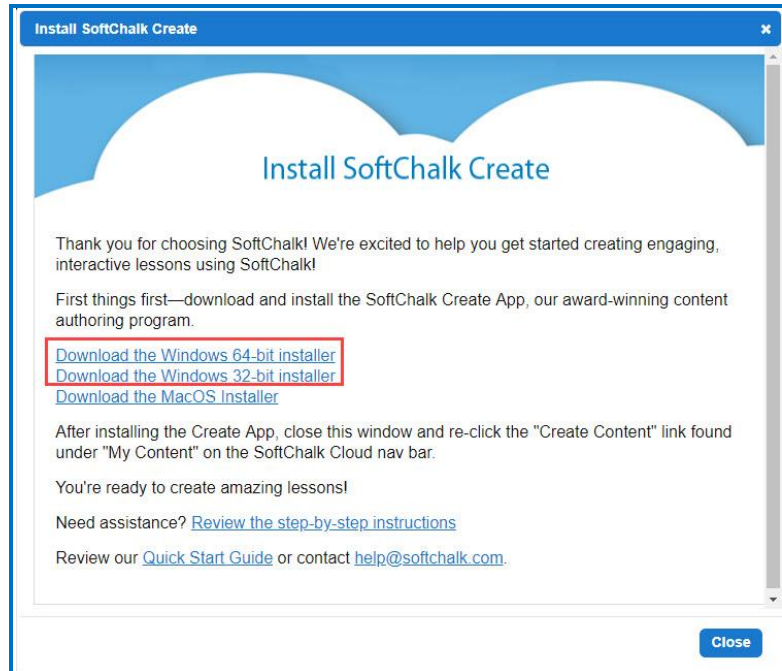 Install SoftChalk Create
Install SoftChalk Create
Thank you for choosing SoftChalk! We're excited to help you get started creating engaging,
interactive lessons using SoftChalk!
First things first—download and install the SoftChalk Create App, our award-winning content
authoring program.
Download the Windows 64-bit installer
Download the Windows 32-bit installer
Download the MacOS Installer
After installing the Create App, close this window and re-click the "Create Content" link found
under "My Content" on the SoftChalk Cloud nav bar.
You're ready to create amazing lessons!
Need assistance? Review the step-by-step instructions
Review our Quick Start Guide or contact help@softchalk.com.
Close